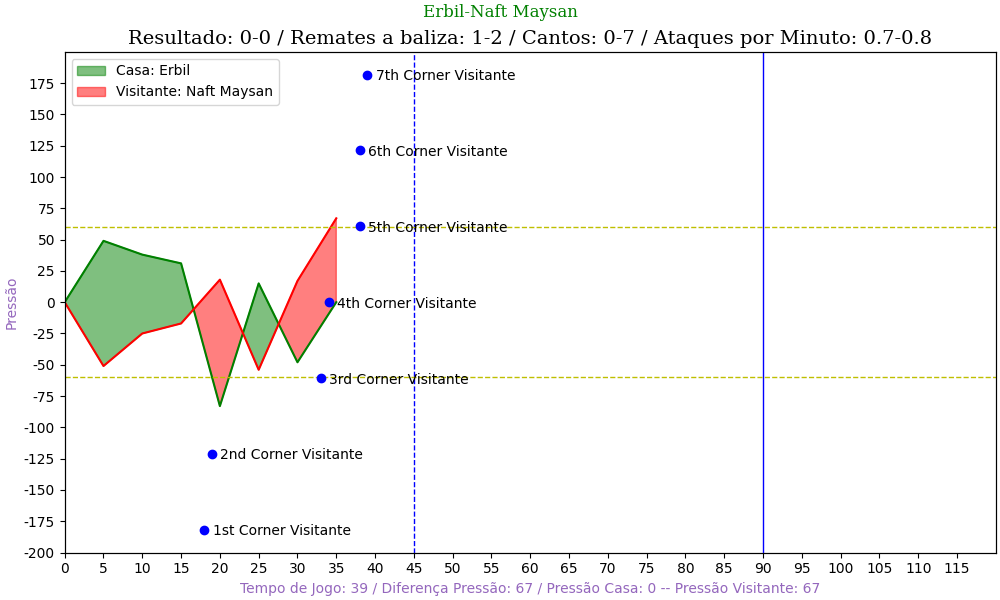 Erbil-Naft Maysan
Resultado: 0-0 / Remates a baliza: 1-2 / Cantos: 0-7 / Ataques por Minuto: 0.7-0.8
Casa: Erbil
Visitante: Naft Maysan
7th Corner Visitante
6th Corner Visitante
5th Corner Visitante
4th Corner Visitante
3rd Corner Visitante
2nd Corner Visitante
1st Corner Visitante
Pressão
175
150
125
100
75
50
25
0
-25
-50
-75
-100
-125
-150
-175
-200
0 5 10 15 20 25 30 35 40 45 50 55 60 65 70 75 80 85 90 95 100 105 110 115
Tempo de Jogo: 39 / Diferença Pressão: 67 / Pressão Casa: 0 -- Pressão Visitante: 67